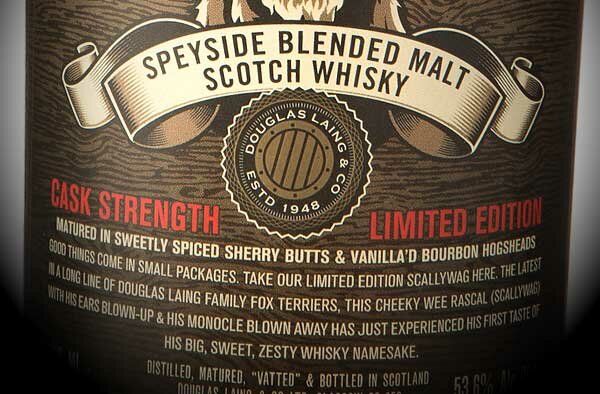 SPEYSIDE BLENDED MALT
SCOTCH WHISKY
DOUGLAS LAING & CO
ESTD 1948
CASK STRENGTH
LIMITED EDITION
MATURED IN SWEETLY SPICED SHERRY BUTTS & VANILLA'D BOURBON HOGSHEADS
GOOD THINGS COME IN SMALL PACKAGES. TAKE OUR LIMITED EDITION SCALLYWAG HERE. THE LATEST
IN A LONG LINE OF DOUGLAS LAING FAMILY FOX TERRIERS, THIS CHEEKY WEE RASCAL (SCALLYWAG)
WITH HIS EARS BLOWN-UP & HIS MONOCLE BLOWN AWAY HAS JUST EXPERIENCED HIS FIRST TASTE OF
HIS BIG, SWEET, ZESTY WHISKY NAMESAKE.
DISTILLED, MATURED, "VATTED" & BOTTLED IN SCOTLAND
DOUGLAS LAING & CO
53.6%